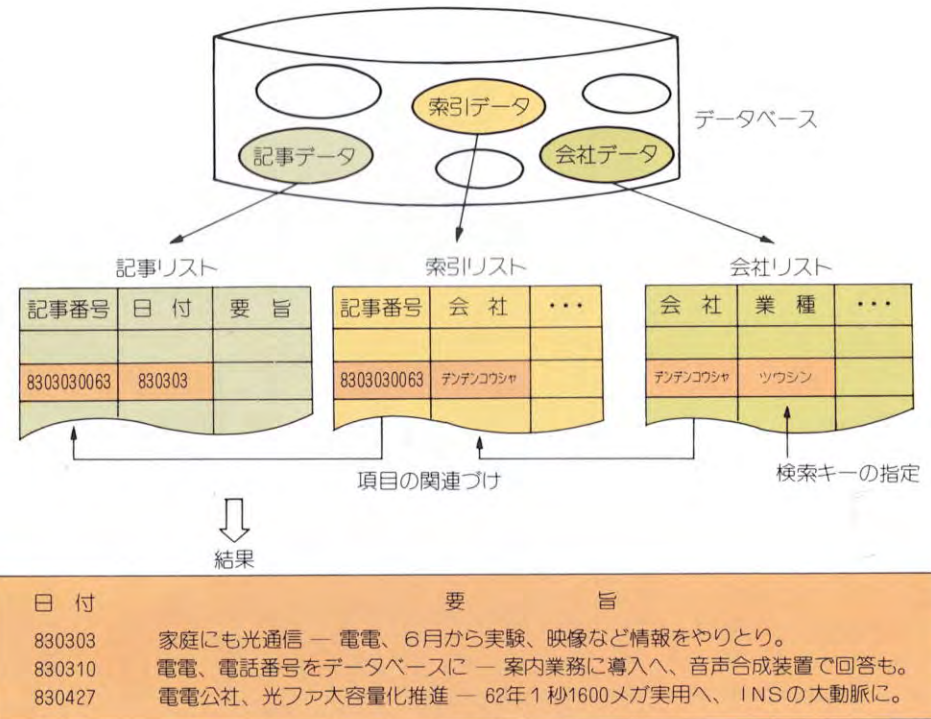 索引データ
データベース
記事データ
会社データ
記事リスト
索引リスト
会社リスト
記事番号 日付 要旨
8303030063 830303
記事番号 会社 ・・・
8303030063 デンデンコウシャ
会社 業種 ・・・
デンデンコウシャ ツウシン
項目の関連づけ
検索キーの指定
結果
日付 要旨
830303 家庭にも光通信 — 電電、6月から実験、映像など情報をやりとり。
830310 電電、電話番号をデータベースに — 案内業務に導入へ、音声合成装置で回答も。
830427 電電公社、光ファ大容量化推進 — 62年1秒1600メガ実用へ、INSの大動脈に。